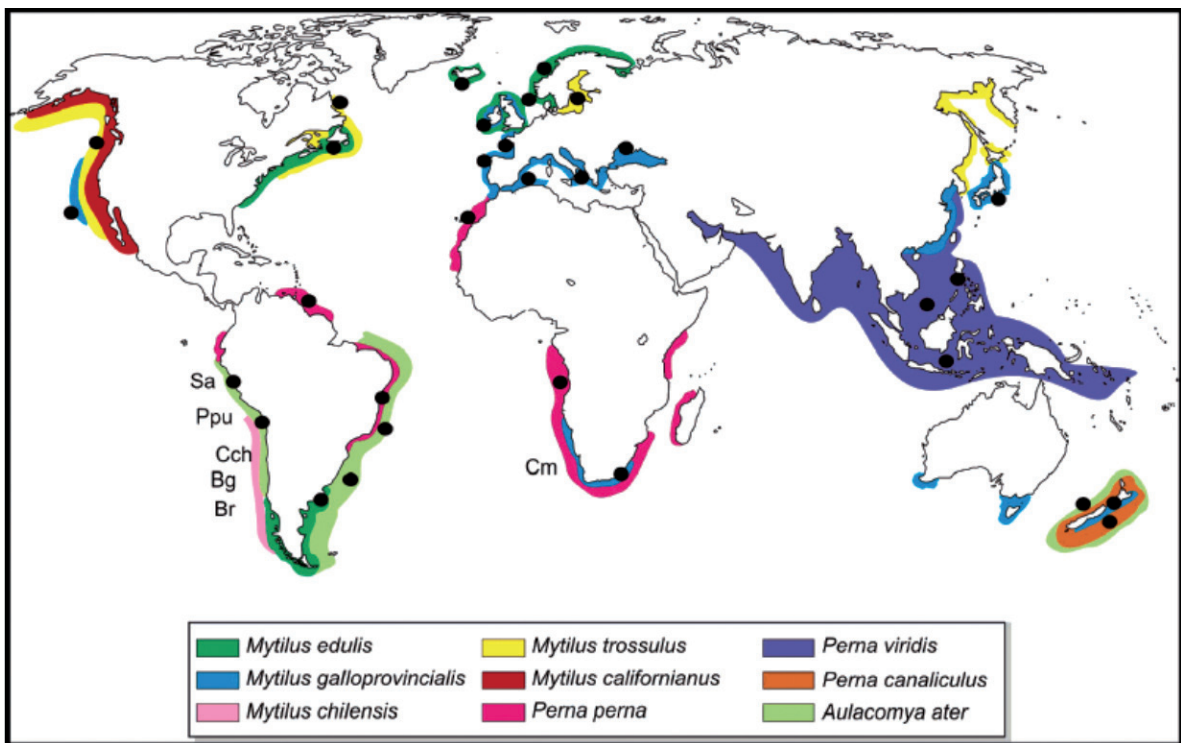 Sa
Ppu
Cch
Bg
Br
Cm
Mytilus edulis
Mytilus galloprovincialis
Mytilus chilensis
Mytilus trossulus
Mytilus californianus
Perna perna
Perna viridis
Perna canaliculus
Aulacomya ater